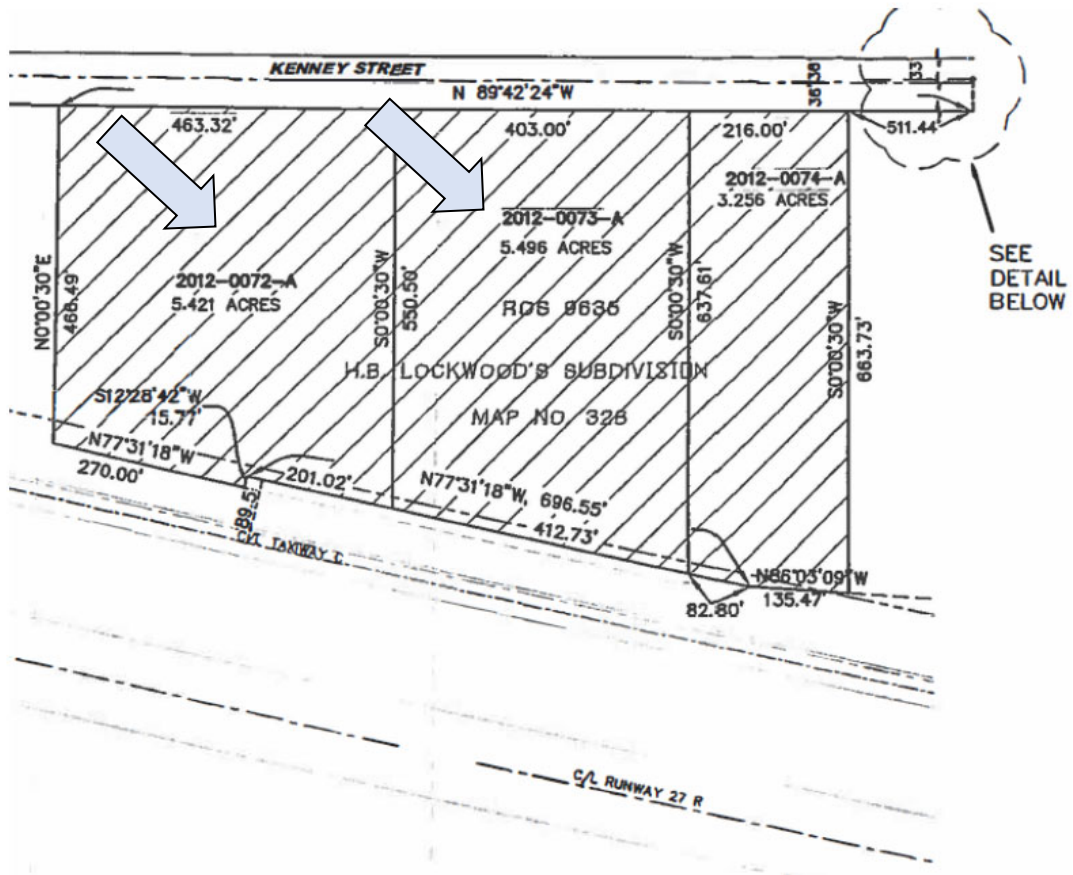 KENNEY STREET
N 89°42'24"W
36'
36'
33'
463.32'
403.00'
216.00'
511.44'
2012-0074-A
3.256 ACRES
2012-0073-A
5.496 ACRES
2012-0072-A
5.421 ACRES
N0°00'30"E
466.49'
S0°00'30"W
550.50'
S0°00'30"W
637.61'
S0°00'30"W
663.73'
SEE
DETAIL
BELOW
ROS 9635
H.B. LOCKWOOD'S SUBDIVISION
MAP NO 328
S12°28'42"W
15.77'
N77°31'18"W
270.00'
201.02'
N77°31'18"W, 696.55'
412.73'
89.5'
C/L TAXIWAY C
N86°03'09"W
135.47'
82.80'
C/L RUNWAY 27 R